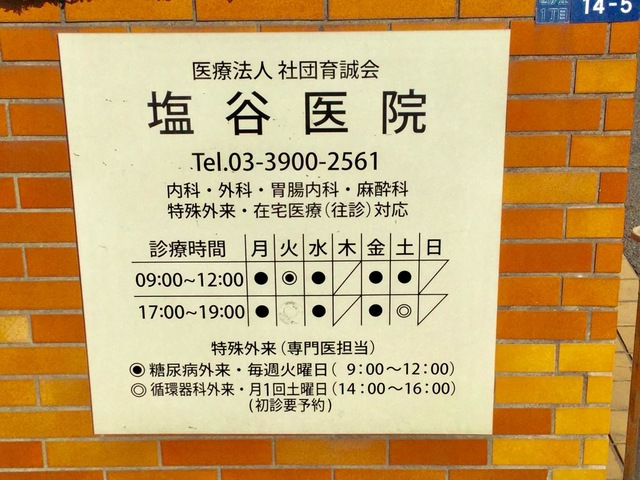 14-5
1丁目
医療法人 社団育誠会
塩谷医院
Tel.03-3900-2561
内科・外科・胃腸内科・麻酔科
特殊外来・在宅医療(往診)対応
診療時間 月 火 水 木 金 土 日
09:00~12:00 ● ◉ ● ／ ● ● ／
17:00~19:00 ● ● ／ ● ◎ ／
特殊外来(専門医担当)
◉ 糖尿病外来・毎週火曜日( 9:00〜12:00)
◎ 循環器科外来・月1回土曜日(14:00〜16:00)
(初診要予約)